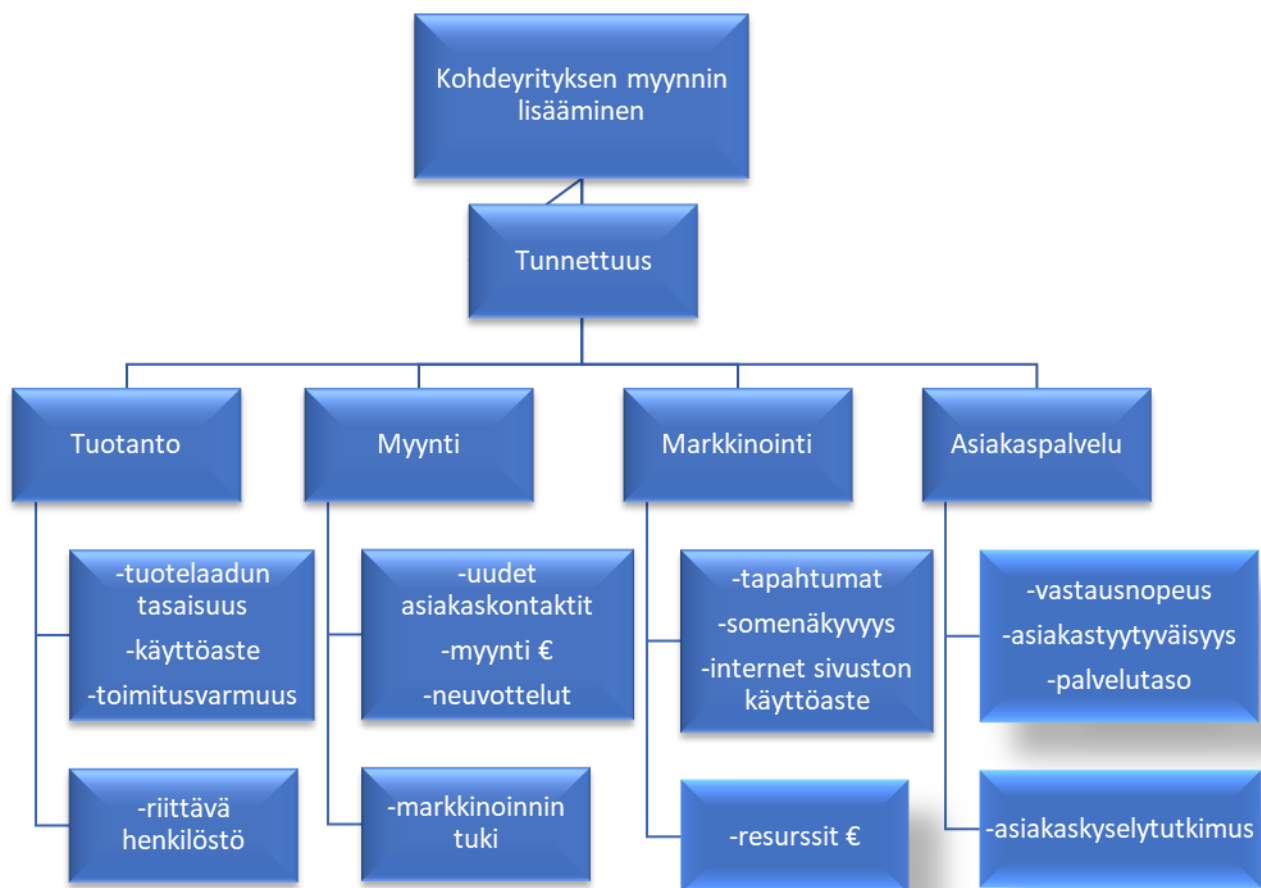 Kohdeyrityksen myynnin
lisääminen
Tunnettuus
Tuotanto
Myynti
Markkinointi
Asiakaspalvelu
-tuotelaadun
tasaisuus
-käyttöaste
-toimitusvarmuus
-uudet
asiakaskontaktit
-myynti €
-neuvottelut
-tapahtumat
-somenäkyvyys
-internet sivuston
käyttöaste
-vastausnopeus
-asiakastyytyväisyys
-palvelutaso
-riittävä
henkilöstö
-markkinoinnin
tuki
-resurssit €
-asiakaskyselytutkimus